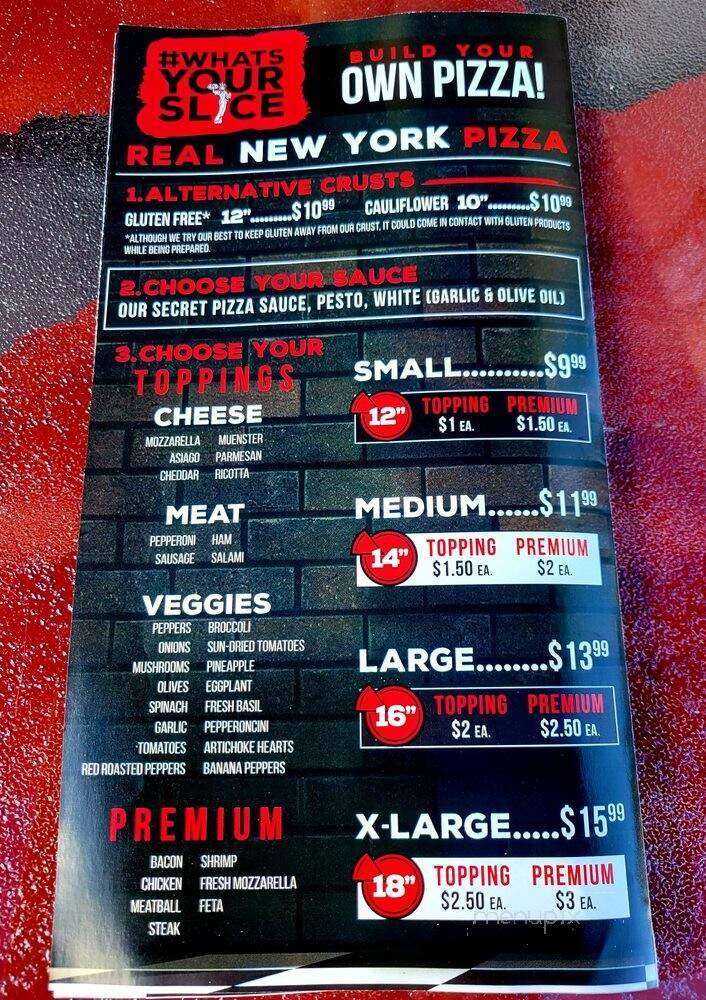 #WHATS
YOUR
SLICE
BUILD YOUR
OWN PIZZA!
REAL NEW YORK PIZZA
1. ALTERNATIVE CRUSTS
GLUTEN FREE* 12"..........$10.99 CAULIFLOWER 10"..........$10.99
*ALTHOUGH WE TRY OUR BEST TO KEEP GLUTEN AWAY FROM OUR CRUST, IT COULD COME IN CONTACT WITH GLUTEN PRODUCTS
WHILE BEING PREPARED.
2. CHOOSE YOUR SAUCE
OUR SECRET PIZZA SAUCE, PESTO, WHITE (GARLIC & OLIVE OIL)
3. CHOOSE YOUR
TOPPINGS
CHEESE
MOZZARELLA MUENSTER
ASIAGO PARMESAN
CHEDDAR RICOTTA
MEAT
PEPPERONI HAM
SAUSAGE SALAMI
VEGGIES
PEPPERS BROCCOLI
ONIONS SUN-DRIED TOMATOES
MUSHROOMS PINEAPPLE
OLIVES EGGPLANT
SPINACH FRESH BASIL
GARLIC PEPPERONCINI
TOMATOES ARTICHOKE HEARTS
RED ROASTED PEPPERS BANANA PEPPERS
PREMIUM
BACON SHRIMP
CHICKEN FRESH MOZZARELLA
MEATBALL FETA
STEAK
SMALL...........$9.99
12" TOPPING PREMIUM
$1 EA. $1.50 EA.
MEDIUM......$11.99
14" TOPPING PREMIUM
$1.50 EA. $2 EA.
LARGE........$13.99
16" TOPPING PREMIUM
$2 EA. $2.50 EA.
X-LARGE.....$15.99
18" TOPPING PREMIUM
$2.50 EA. $3 EA.
menupix